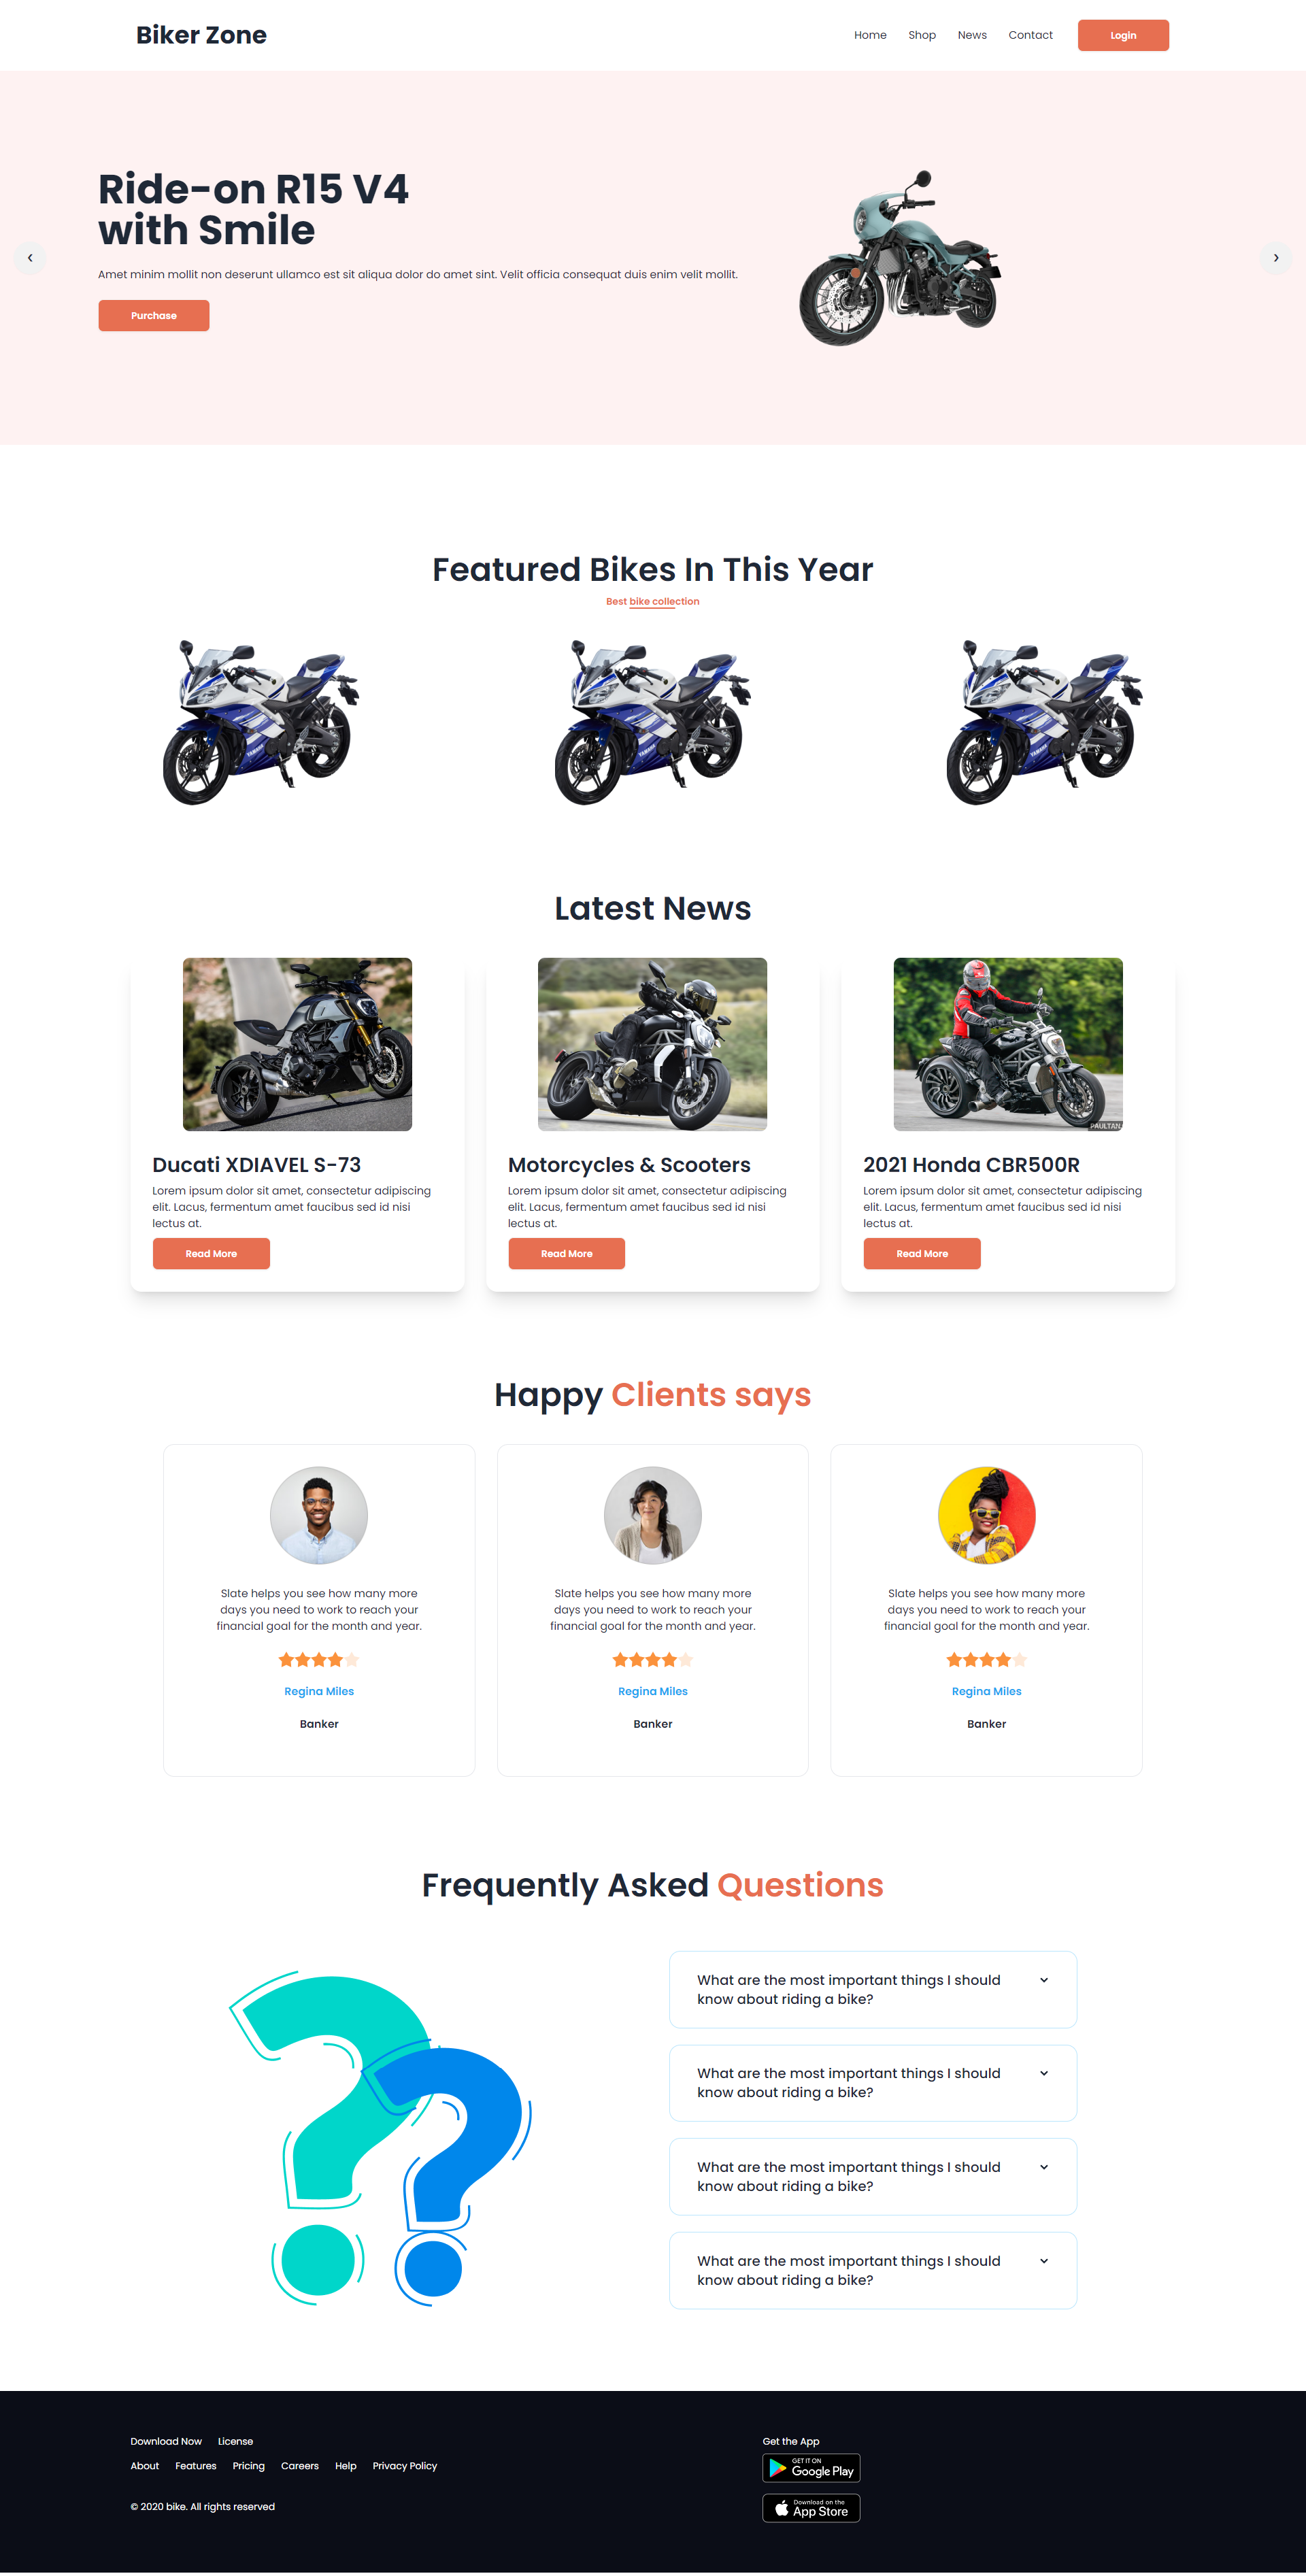 Biker Zone
Home Shop News Contact Login
Ride-on R15 V4
with Smile
Amet minim mollit non deserunt ullamco est sit aliqua dolor do amet sint. Velit officia consequat duis enim velit mollit.
Purchase
Featured Bikes In This Year
Best bike collection
YAMAHA
YAMAHA
YAMAHA
Latest News
PAULTAN
Ducati XDIAVEL S-73
Lorem ipsum dolor sit amet, consectetur adipiscing
elit. Lacus, fermentum amet faucibus sed id nisi
lectus at.
Read More
Motorcycles & Scooters
Lorem ipsum dolor sit amet, consectetur adipiscing
elit. Lacus, fermentum amet faucibus sed id nisi
lectus at.
Read More
2021 Honda CBR500R
Lorem ipsum dolor sit amet, consectetur adipiscing
elit. Lacus, fermentum amet faucibus sed id nisi
lectus at.
Read More
Happy Clients says
Slate helps you see how many more
days you need to work to reach your
financial goal for the month and year.
Regina Miles
Banker
Slate helps you see how many more
days you need to work to reach your
financial goal for the month and year.
Regina Miles
Banker
Slate helps you see how many more
days you need to work to reach your
financial goal for the month and year.
Regina Miles
Banker
Frequently Asked Questions
What are the most important things I should
know about riding a bike?
What are the most important things I should
know about riding a bike?
What are the most important things I should
know about riding a bike?
What are the most important things I should
know about riding a bike?
Download Now License
About Features Pricing Careers Help Privacy Policy
© 2020 bike. All rights reserved
Get the App
GET IT ON
Google Play
Download on the
App Store